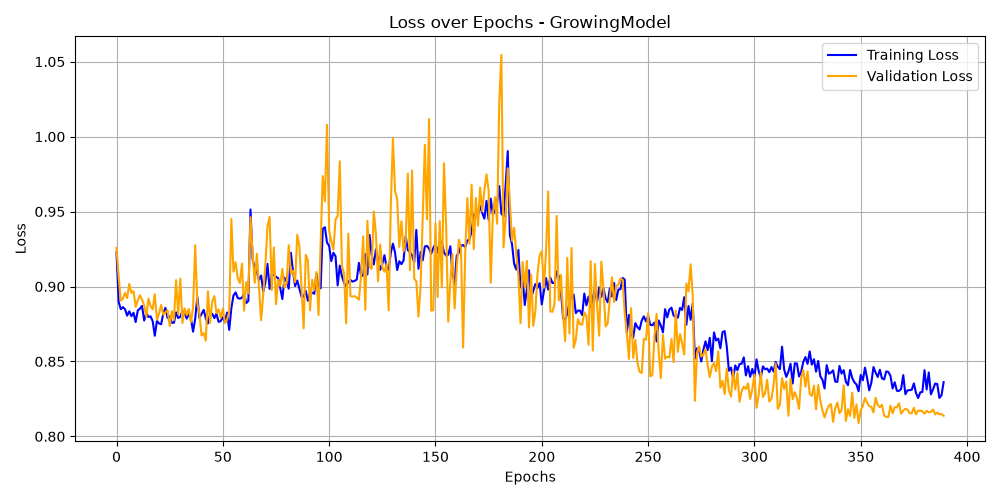 Loss over Epochs - GrowingModel
Training Loss
Validation Loss
Loss
1.05
1.00
0.95
0.90
0.85
0.80
0 50 100 150 200 250 300 350 400
Epochs